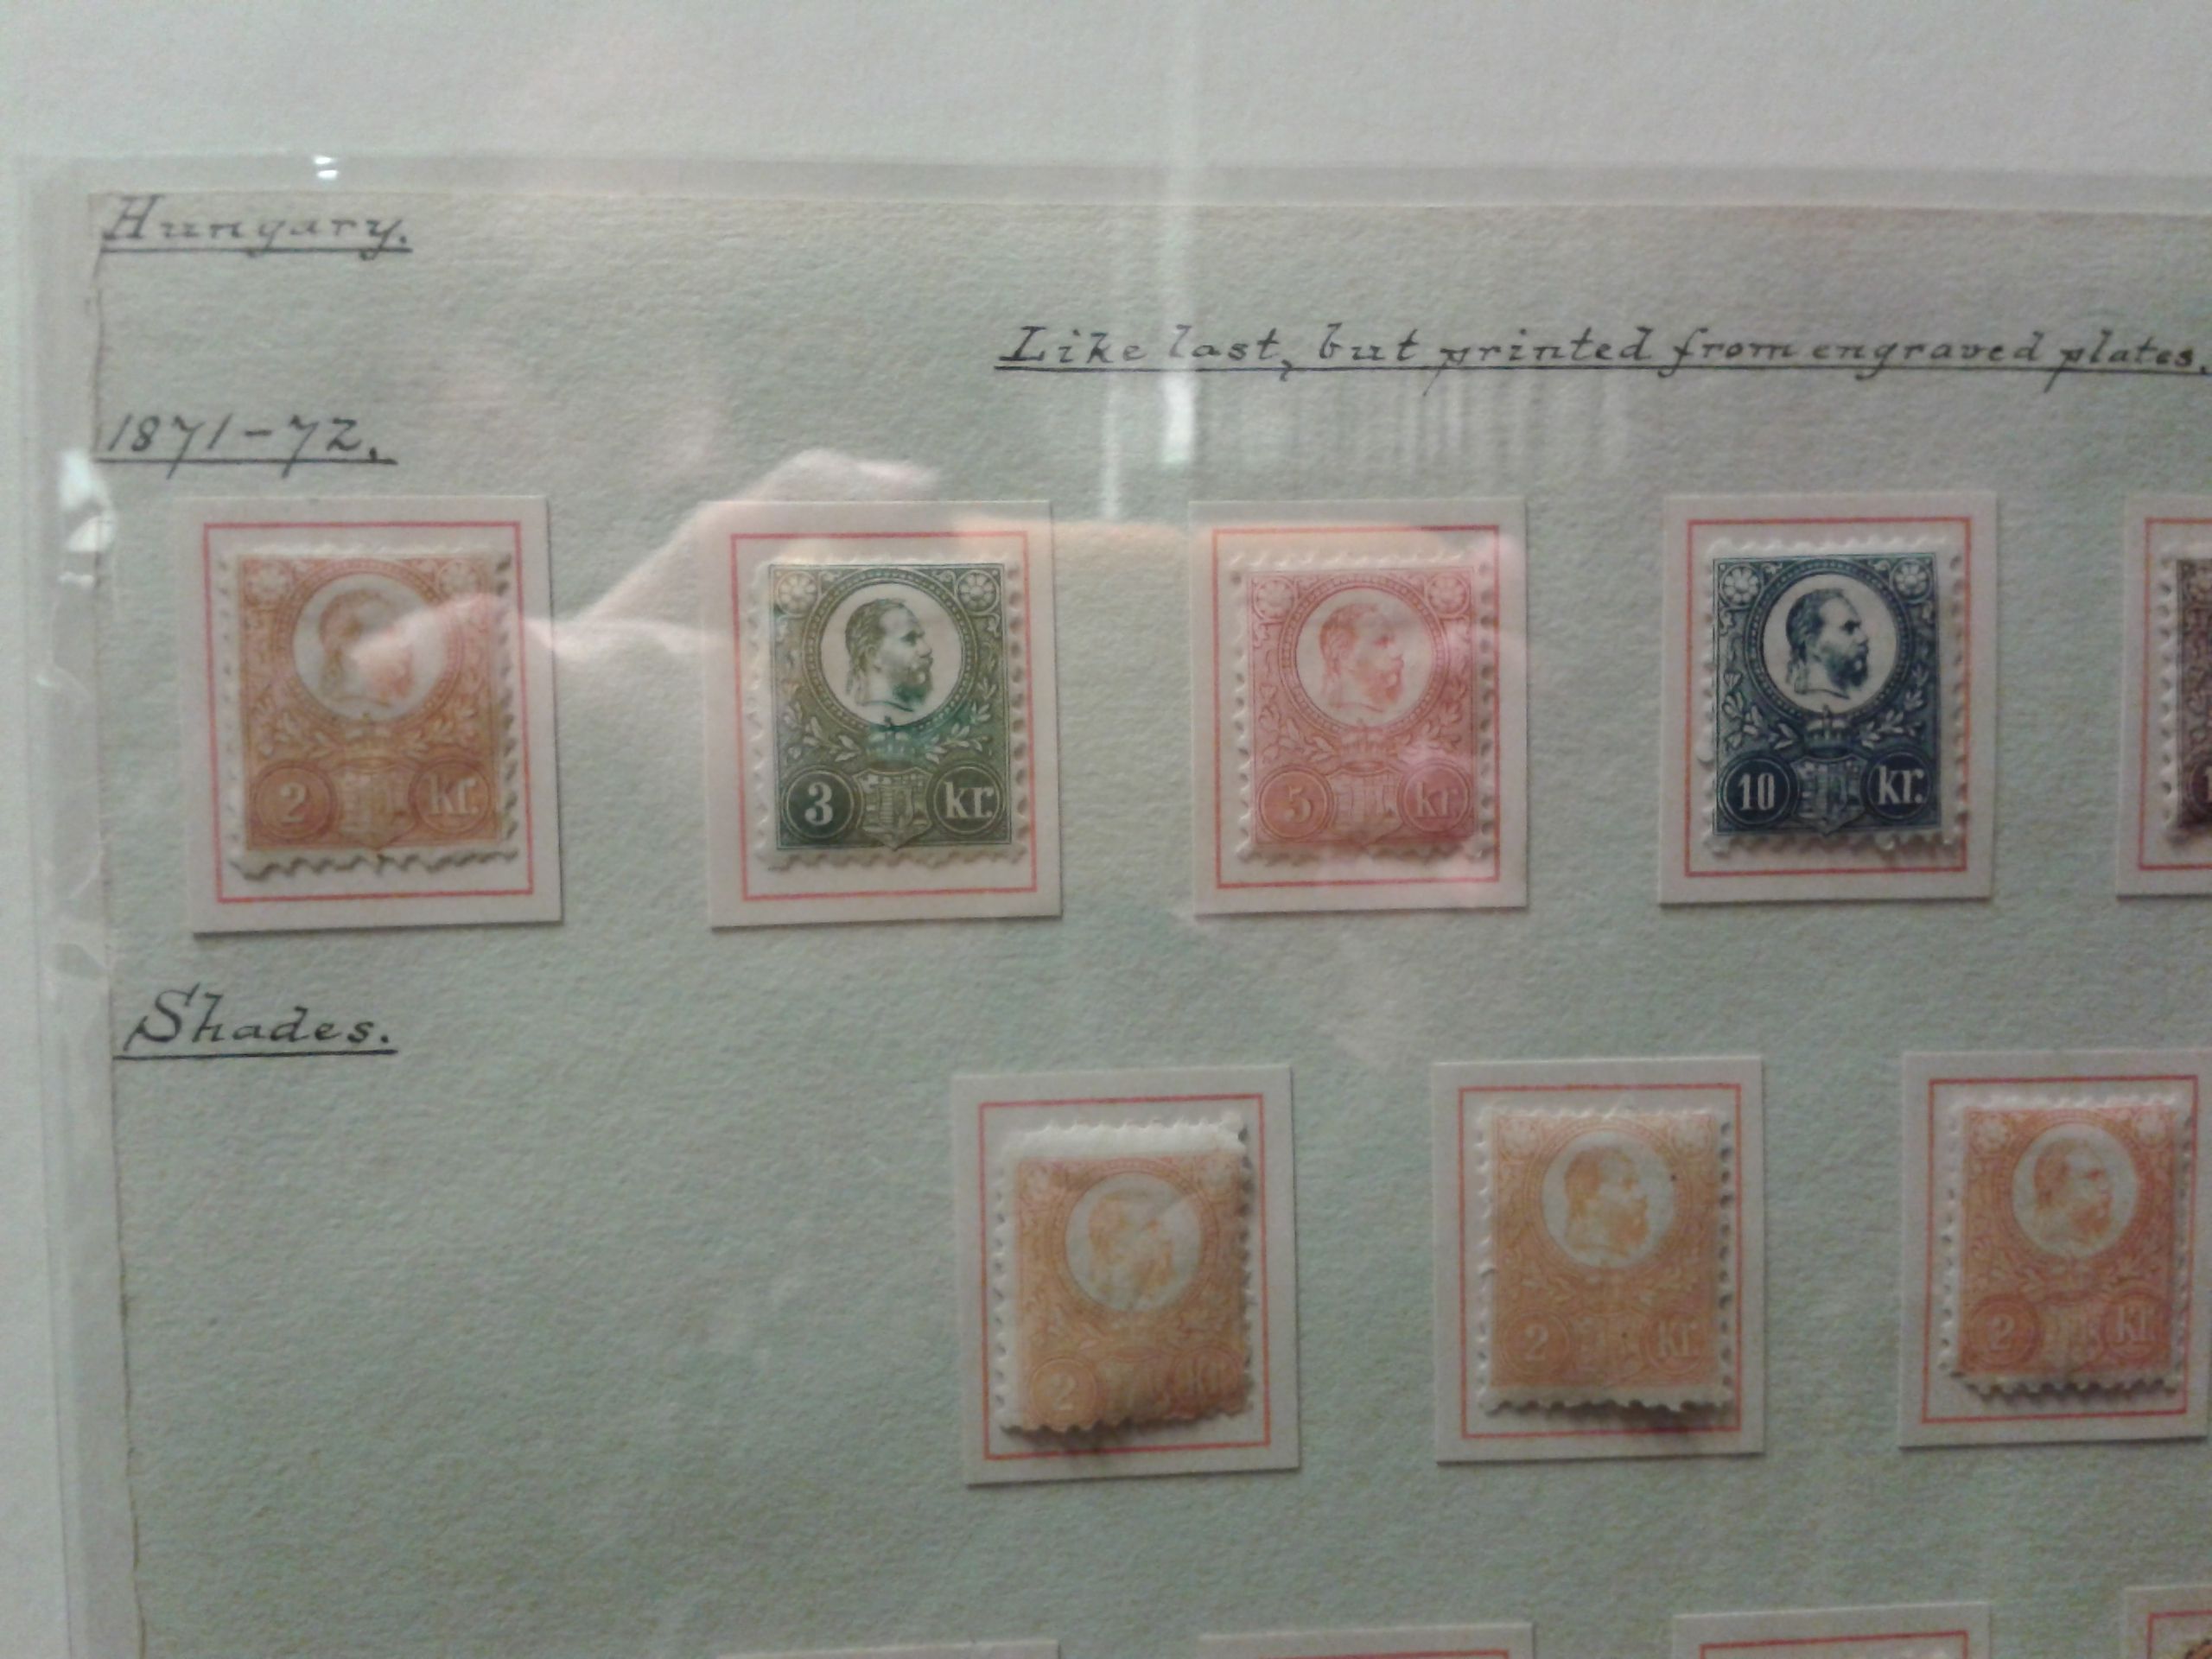 Hungary.
Like last, but printed from engraved plates.
1871-72.
2 kr.
3 kr.
5 kr.
10 kr.
Shades.
2 kr.
2 kr.
2 kr.